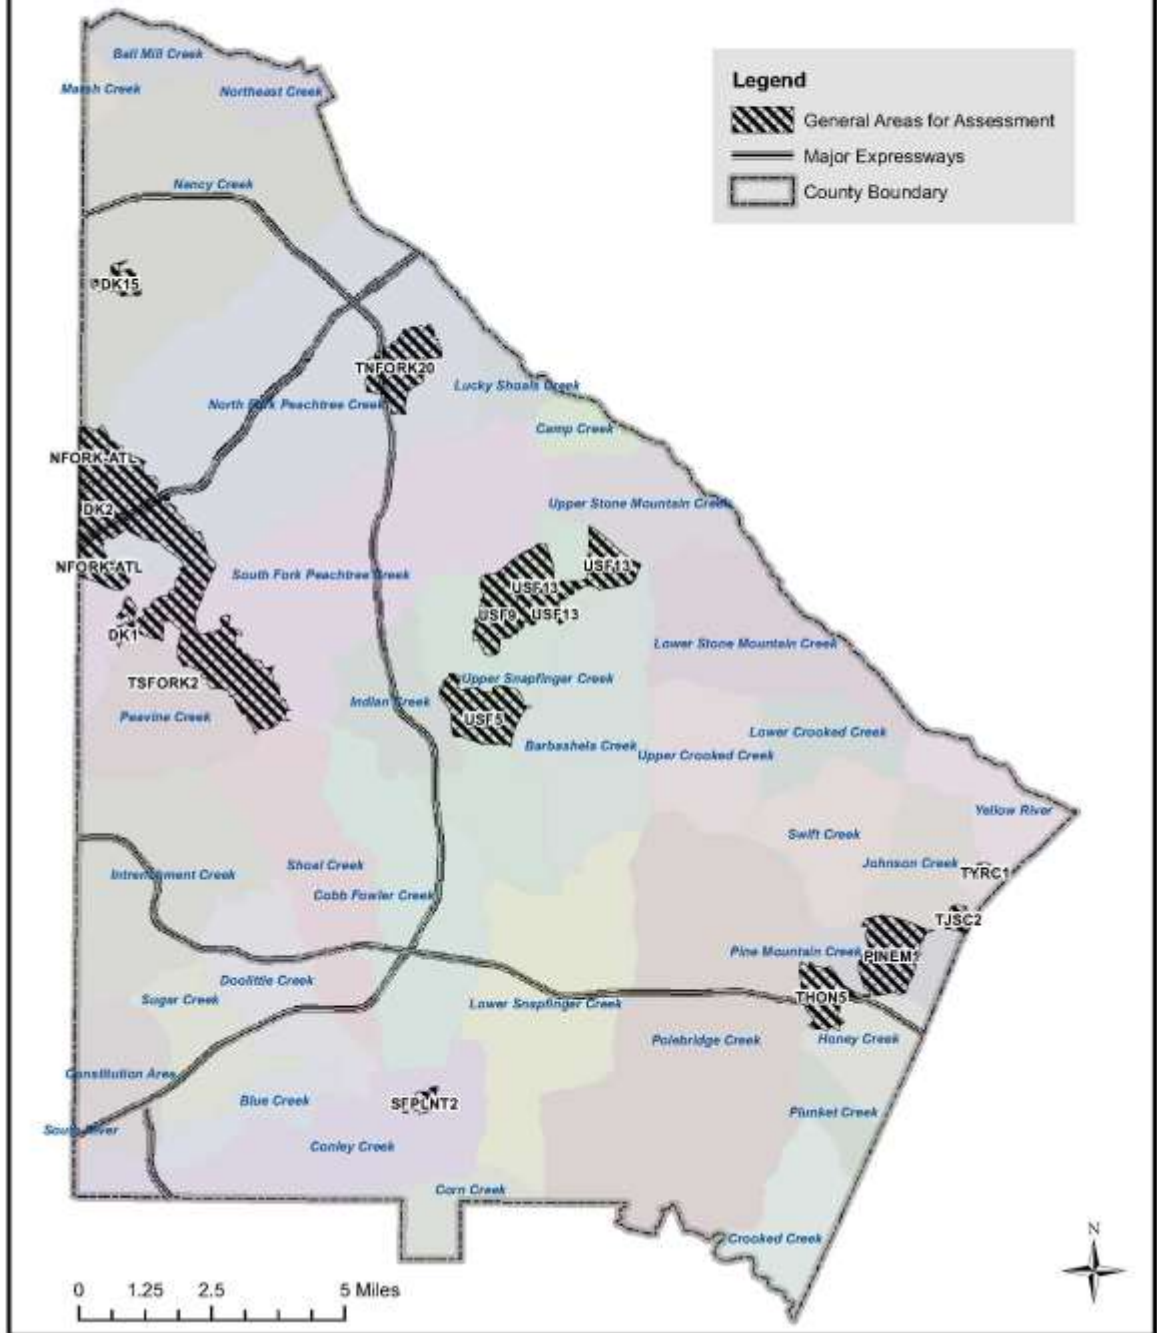 Ball Mill Creek
Marsh Creek
Northeast Creek
Legend
General Areas for Assessment
Major Expressways
County Boundary
Nancy Creek
DK15
TNFORK20
Lucky Shoals Creek
North Fork Peachtree Creek
Camp Creek
NFORK-ATL
Upper Stone Mountain Creek
DK2
NFORK-ATL
USF13
South Fork Peachtree Creek
USF13
USF9
USF13
DK1
Lower Stone Mountain Creek
TSFORK2
Upper Snapfinger Creek
Indian Creek
Peavine Creek
USF5
Lower Crooked Creek
Barbashela Creek
Upper Crooked Creek
Yellow River
Swift Creek
Shoal Creek
Johnson Creek
TYRC1
Intrenchment Creek
Cobb Fowler Creek
TJSC2
Pine Mountain Creek
PINEM1
Doolittle Creek
Sugar Creek
Lower Snapfinger Creek
THON5
Polebridge Creek
Honey Creek
Constitution Area
Blue Creek
SFPLNT2
Plunket Creek
South River
Conley Creek
Corn Creek
Crooked Creek
N
0 1.25 2.5 5 Miles